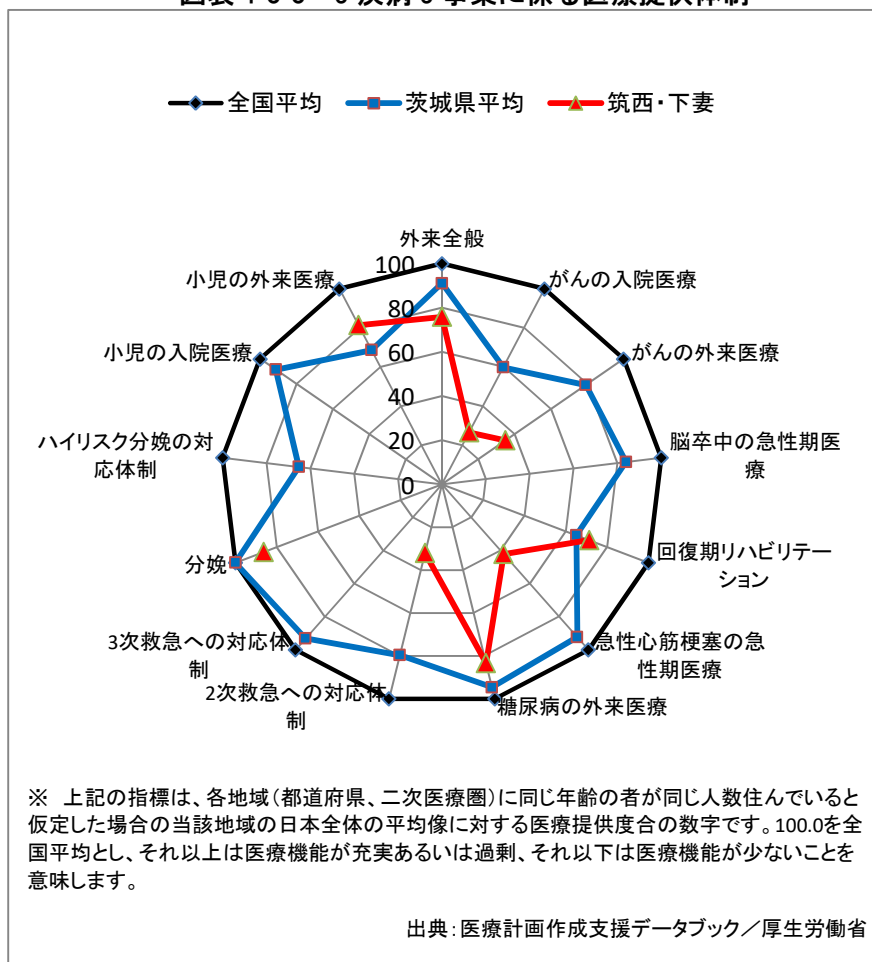 全国平均 茨城県平均 筑西・下妻
外来全般
がんの入院医療
がんの外来医療
脳卒中の急性期医
療
回復期リハビリテー
ション
急性心筋梗塞の急
性期医療
糖尿病の外来医療
2次救急への対応体
制
3次救急への対応体
制
分娩
ハイリスク分娩の対
応体制
小児の入院医療
小児の外来医療
100
80
60
40
20
0
※ 上記の指標は、各地域(都道府県、二次医療圏)に同じ年齢の者が同じ人数住んでいると
仮定した場合の当該地域の日本全体の平均像に対する医療提供度合の数字です。100.0を全
国平均とし、それ以上は医療機能が充実あるいは過剰、それ以下は医療機能が少ないことを
意味します。
出典:医療計画作成支援データブック/厚生労働省